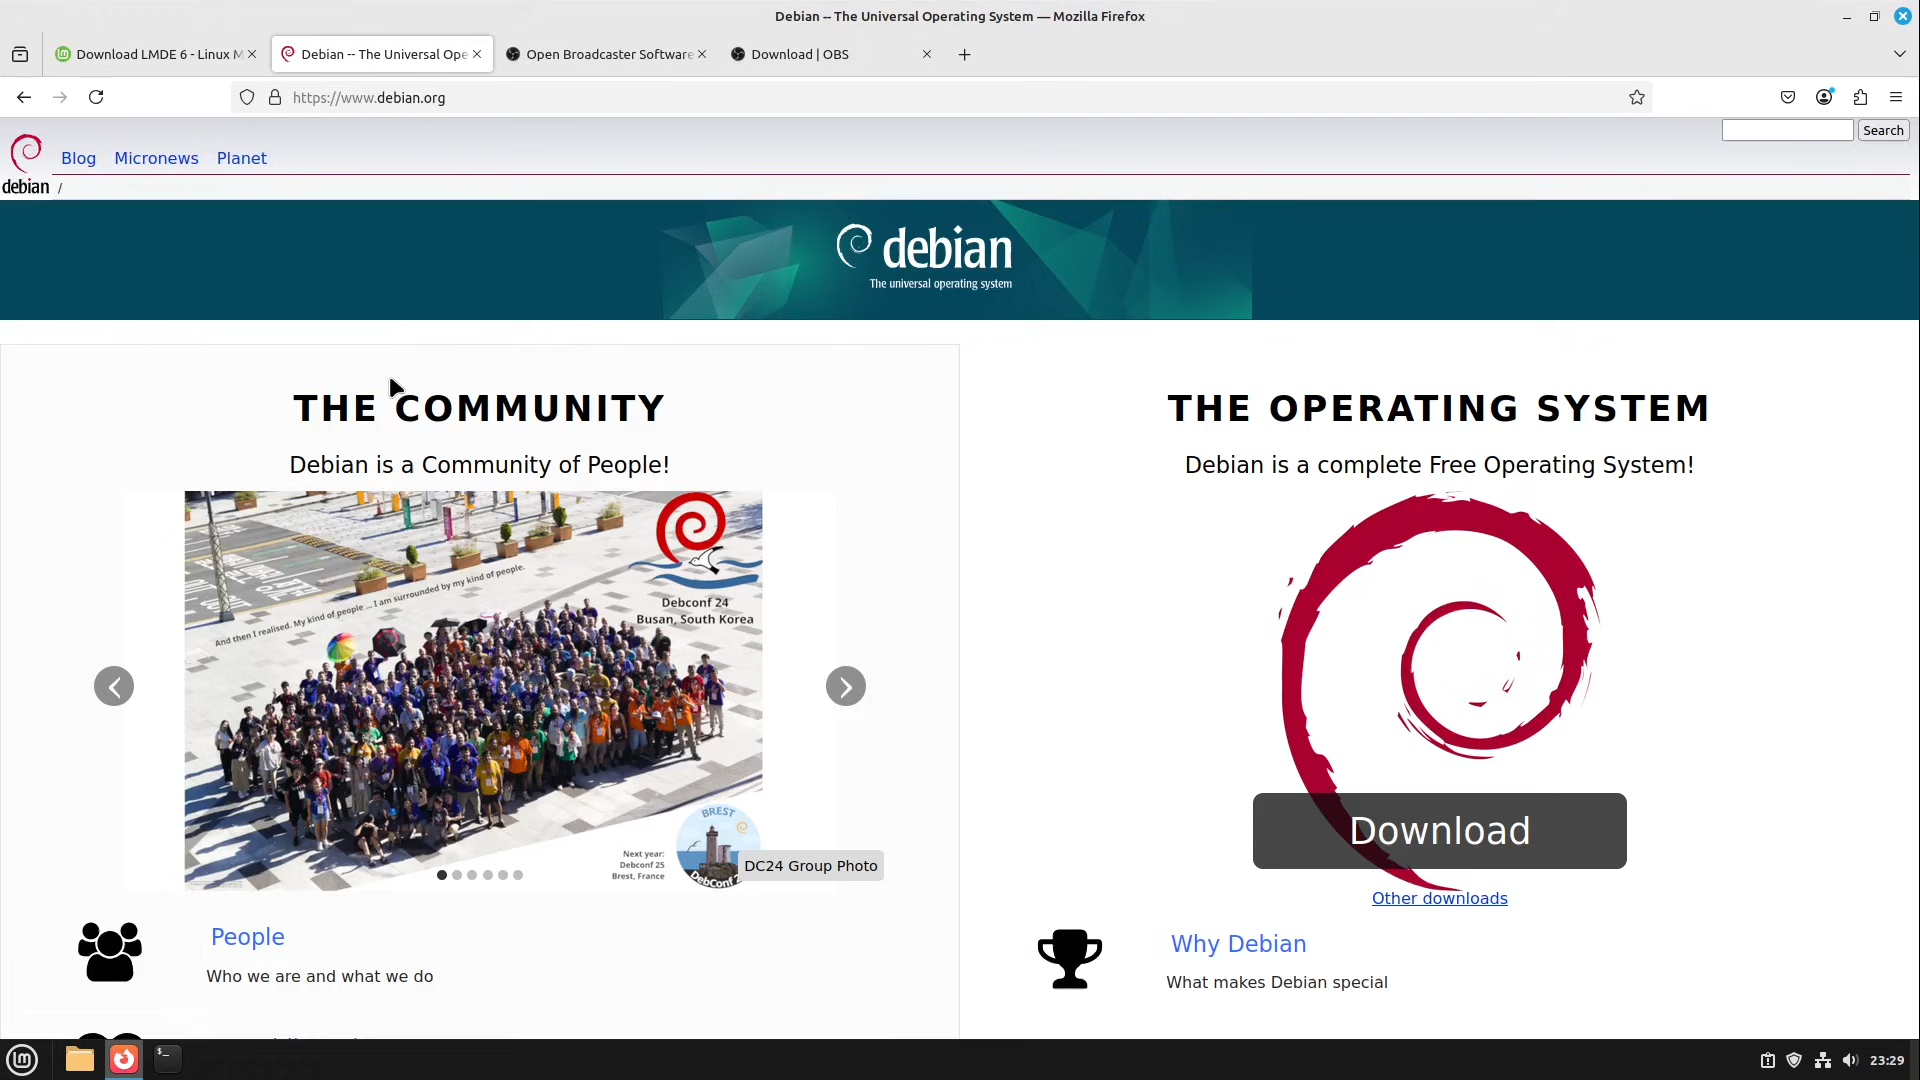 Debian -- The Universal Operating System — Mozilla Firefox
Download LMDE 6 - Linux M
Debian -- The Universal Ope
Open Broadcaster Software
Download | OBS
https://www.debian.org
Search
Blog Micronews Planet
debian /
debian
The universal operating system
THE COMMUNITY
Debian is a Community of People!
And then I realised. My kind of people ... I am surrounded by my kind of people.
Debconf 24
Busan, South Korea
BREST
Next year:
Debconf 25
Brest, France
DebConf
DC24 Group Photo
People
Who we are and what we do
THE OPERATING SYSTEM
Debian is a complete Free Operating System!
Download
Other downloads
Why Debian
What makes Debian special
23:29